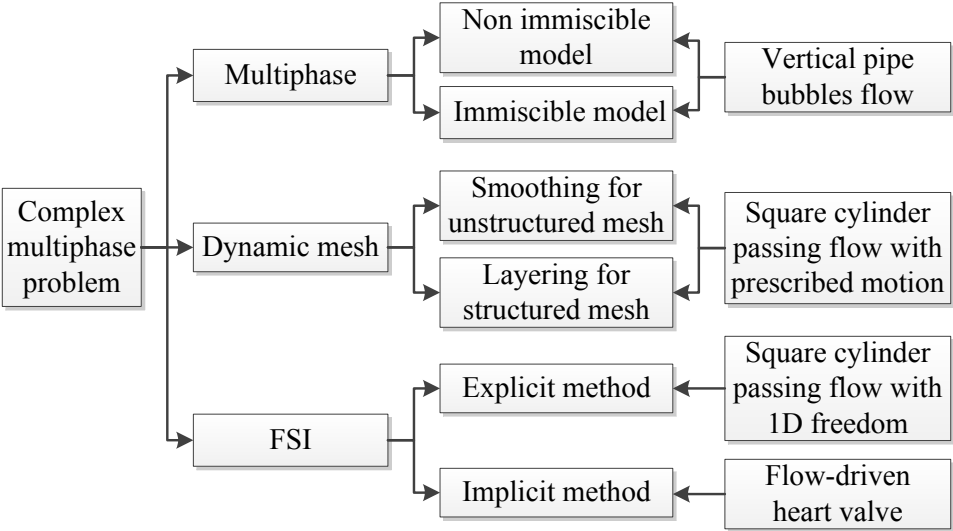 Complex
multiphase
problem
Multiphase
Non immiscible
model
Immiscible model
Vertical pipe
bubbles flow
Dynamic mesh
Smoothing for
unstructured mesh
Layering for
structured mesh
Square cylinder
passing flow with
prescribed motion
FSI
Explicit method
Square cylinder
passing flow with
1D freedom
Implicit method
Flow-driven
heart valve